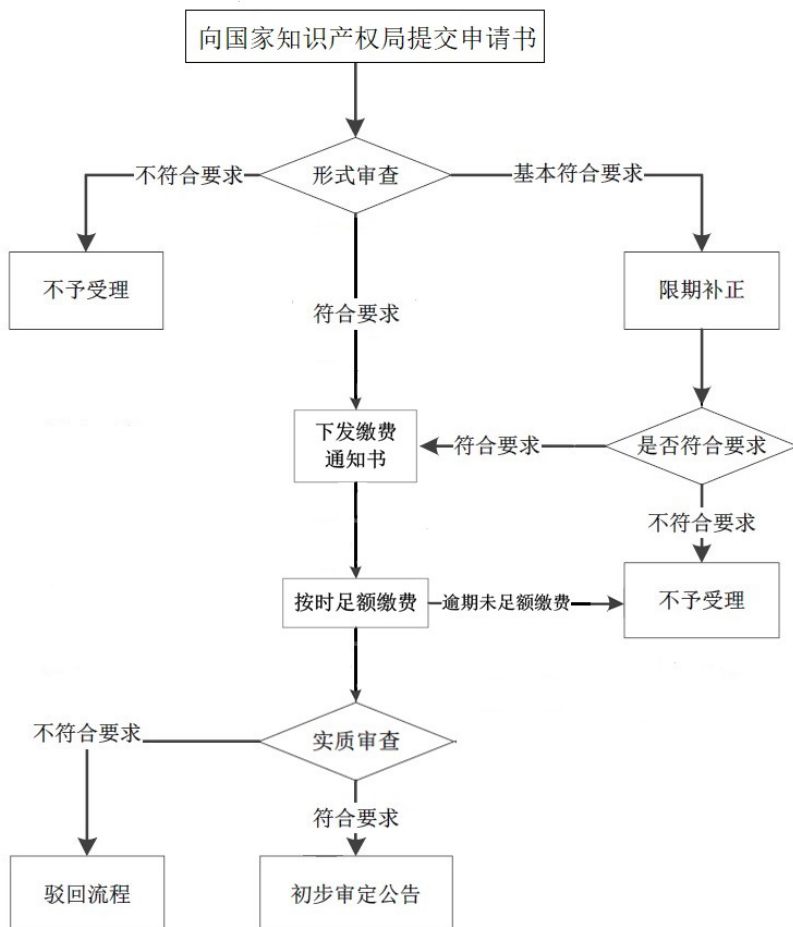 向国家知识产权局提交申请书
不符合要求
形式审查
基本符合要求
不予受理
限期补正
符合要求
下发缴费
通知书
符合要求
是否符合要求
不符合要求
按时足额缴费
逾期未足额缴费
不予受理
不符合要求
实质审查
符合要求
驳回流程
初步审定公告